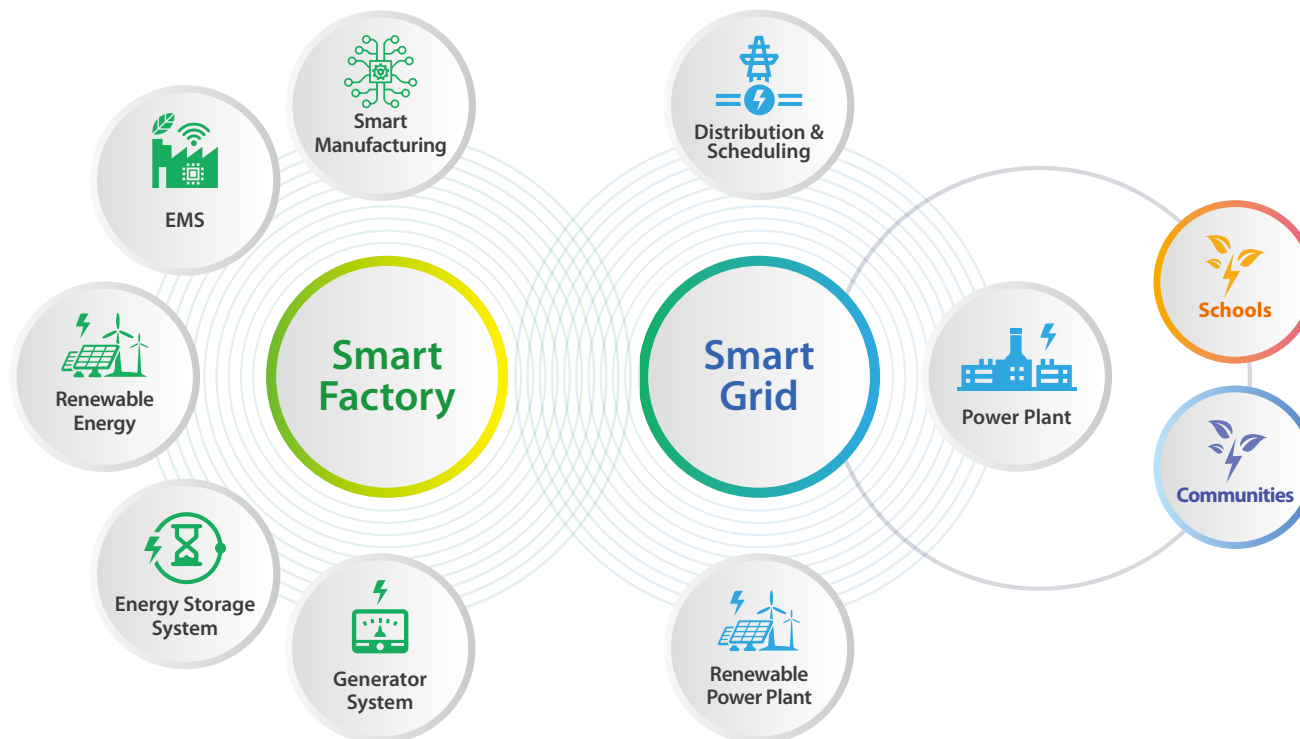 Smart
Manufacturing
Distribution &
Scheduling
EMS
Schools
Smart
Factory
Smart
Grid
Renewable
Energy
Power Plant
Communities
Energy Storage
System
Generator
System
Renewable
Power Plant